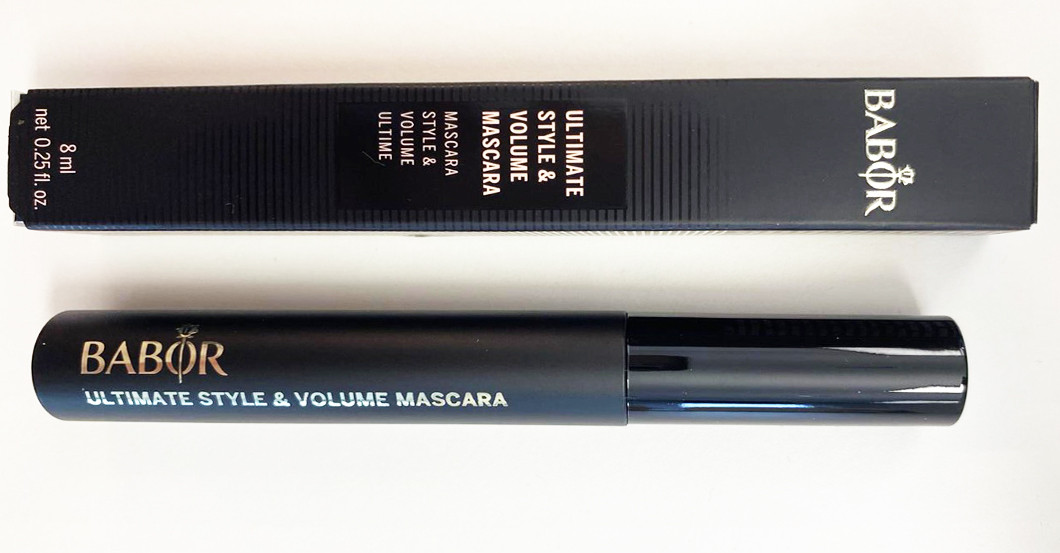 BABOR
ULTIMATE
STYLE &
VOLUME
MASCARA
MASCARA
STYLE &
VOLUME
ULTIME
8 ml
net 0.25 fl. oz.
BABOR
ULTIMATE STYLE & VOLUME MASCARA